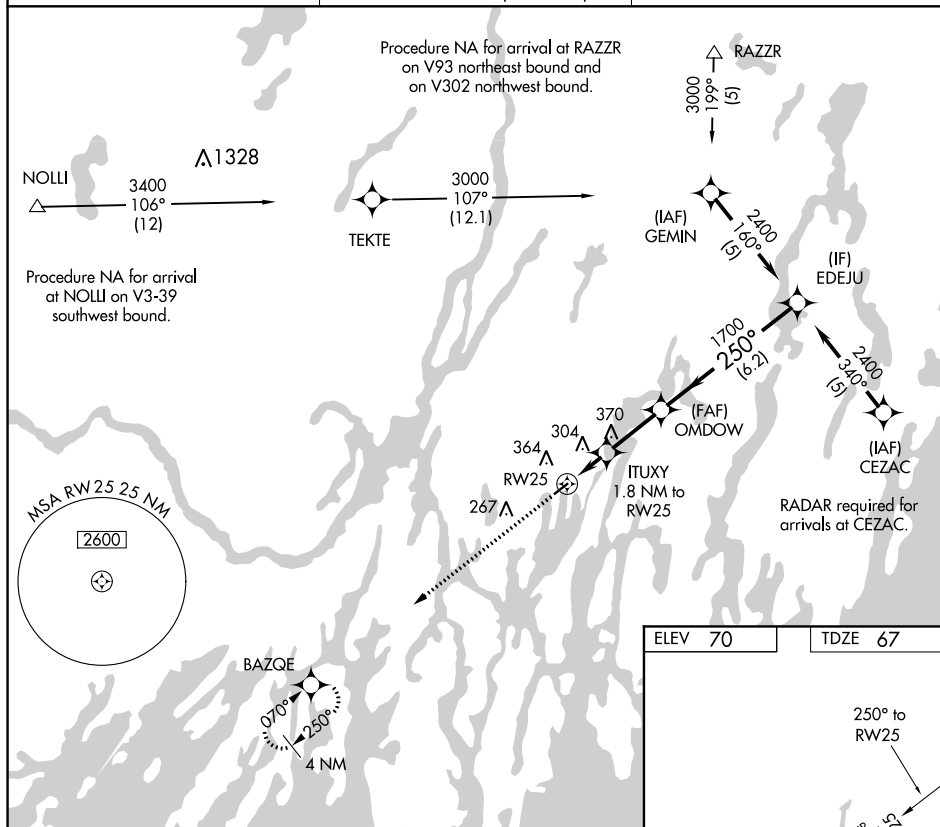 Procedure NA for arrival at RAZZR
on V93 northeast bound and
on V302 northwest bound.
RAZZR
3000
199°
(5)
1328
NOLLI
3400
106°
(12)
3000
107°
(12.1)
TEKTE
(IAF)
GEMIN
2400
160°
(5)
(IF)
EDEJU
Procedure NA for arrival
at NOLLI on V3-39
southwest bound.
1700
250°
(6.2)
2400
340°
(5)
(FAF)
OMDOW
370
304
364
RW25
267
ITUXY
1.8 NM to
RW25
(IAF)
CEZAC
RADAR required for
arrivals at CEZAC.
MSA RW25 25 NM
2600
BAZQE
070°
250°
4 NM
ELEV 70
TDZE 67
250° to
RW25